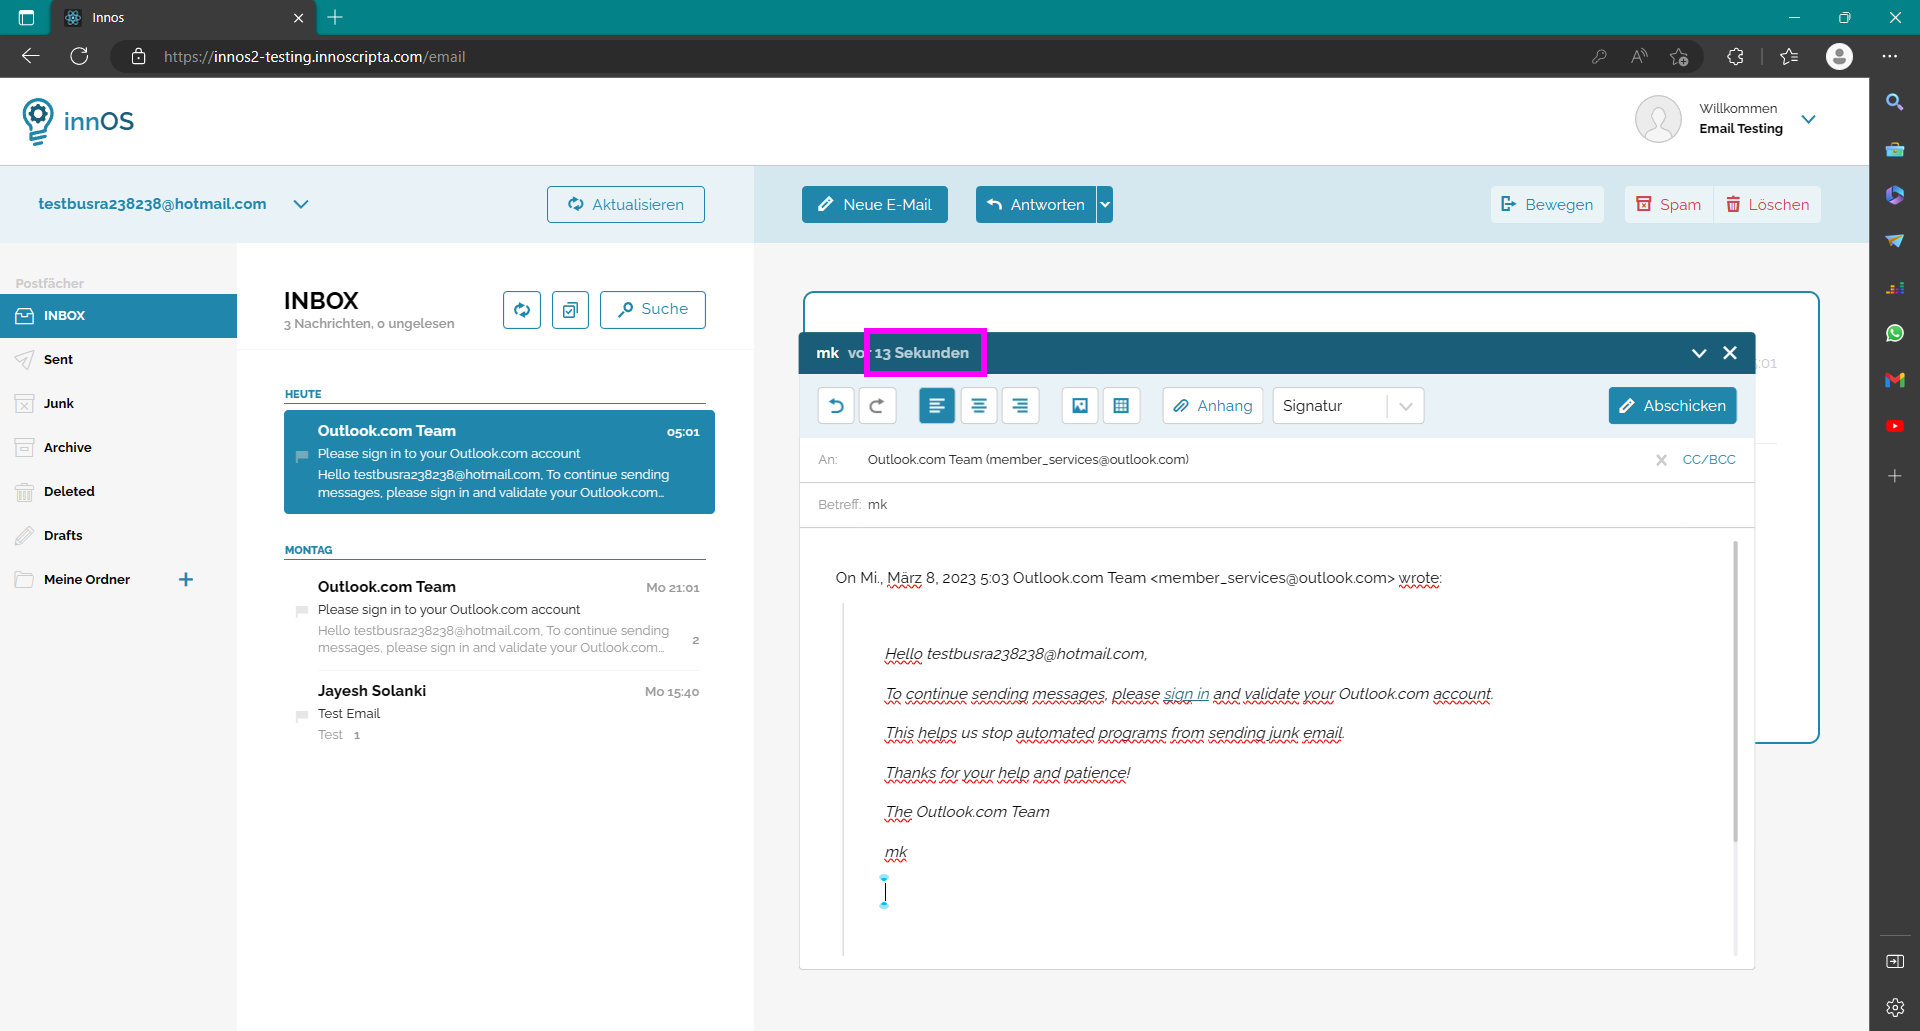 Innos
https://innos2-testing.innoscripta.com/email
innOS
Willkommen
Email Testing
testbusra238238@hotmail.com
Aktualisieren
Neue E-Mail
Antworten
Bewegen
Spam
Löschen
Postfächer
INBOX
Sent
Junk
Archive
Deleted
Drafts
Meine Ordner
INBOX
3 Nachrichten, 0 ungelesen
Suche
HEUTE
Outlook.com Team 05:01
Please sign in to your Outlook.com account
Hello testbusra238238@hotmail.com, To continue sending
messages, please sign in and validate your Outlook.com...
MONTAG
Outlook.com Team Mo 21:01
Please sign in to your Outlook.com account
Hello testbusra238238@hotmail.com, To continue sending
messages, please sign in and validate your Outlook.com... 2
Jayesh Solanki Mo 15:40
Test Email
Test 1
mk vor 13 Sekunden
:01
Anhang
Signatur
Abschicken
An: Outlook.com Team (member_services@outlook.com)
CC/BCC
Betreff: mk
On Mi., März 8, 2023 5:03 Outlook.com Team <member_services@outlook.com> wrote:
Hello testbusra238238@hotmail.com,
To continue sending messages, please sign in and validate your Outlook.com account.
This helps us stop automated programs from sending junk email.
Thanks for your help and patience!
The Outlook.com Team
mk